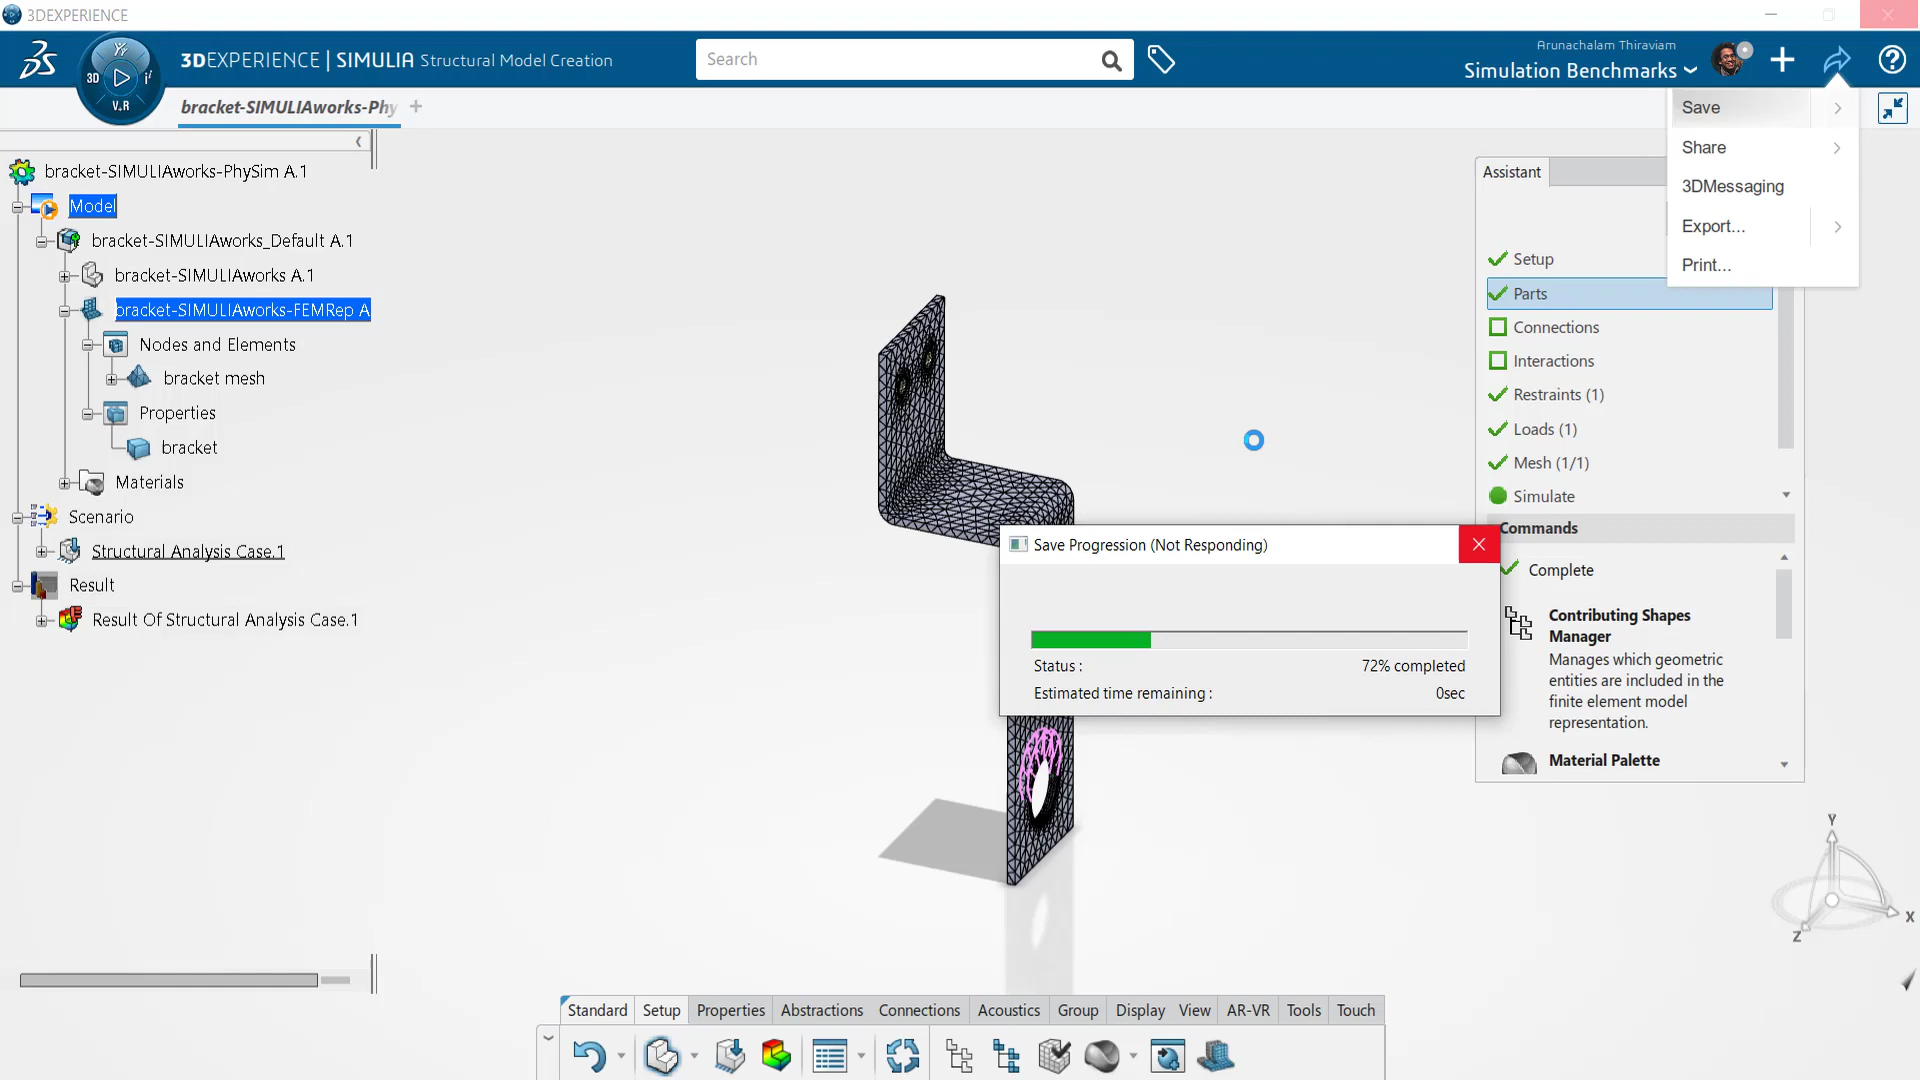 3DEXPERIENCE
3DEXPERIENCE | SIMULIA Structural Model Creation
Search
Arunachalam Thiraviam
Simulation Benchmarks
3D
V.R
bracket-SIMULIAworks-Phy
Save
Share
3DMessaging
Export...
Print...
bracket-SIMULIAworks-PhySim A.1
Model
bracket-SIMULIAworks_Default A.1
bracket-SIMULIAworks A.1
bracket-SIMULIAworks-FEMRep A
Nodes and Elements
bracket mesh
Properties
bracket
Materials
Scenario
Structural Analysis Case.1
Result
Result Of Structural Analysis Case.1
Assistant
Setup
Parts
Connections
Interactions
Restraints (1)
Loads (1)
Mesh (1/1)
Simulate
Commands
Complete
Contributing Shapes
Manager
Manages which geometric
entities are included in the
finite element model
representation.
Material Palette
Save Progression (Not Responding)
Status : 72% completed
Estimated time remaining : 0sec
Y
X
Z
Standard Setup Properties Abstractions Connections Acoustics Group Display View AR-VR Tools Touch